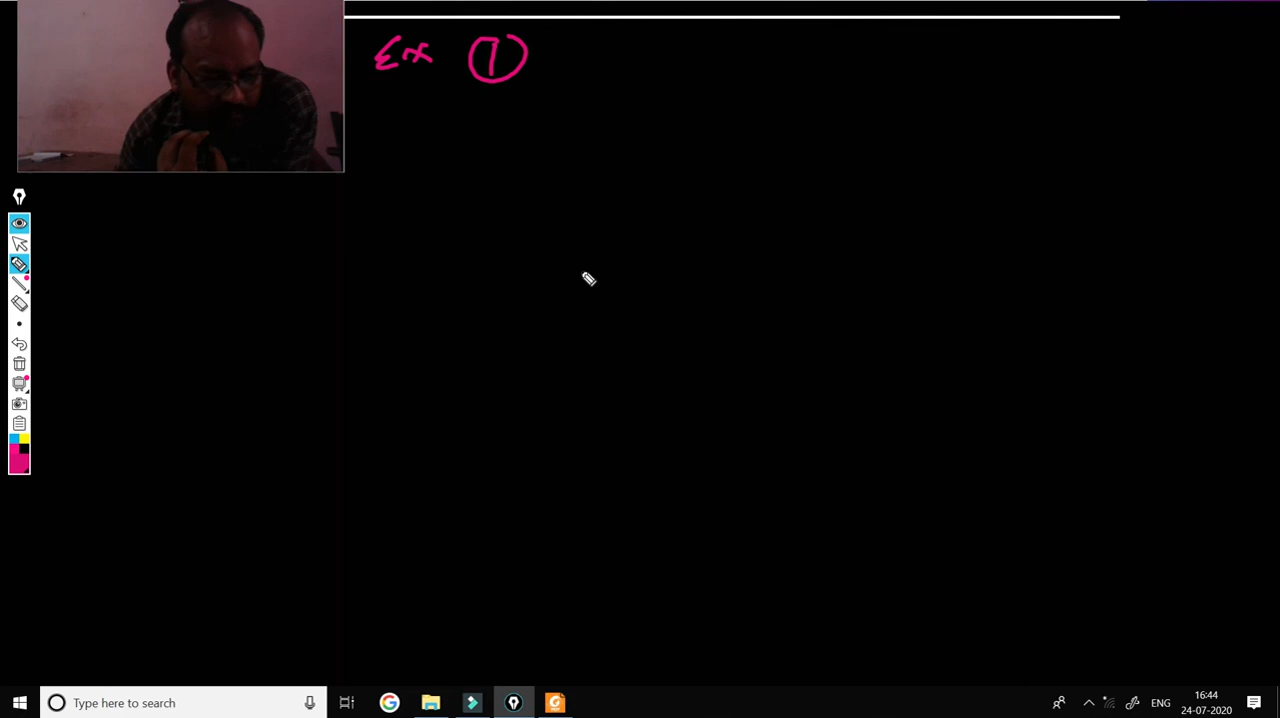 Ex ①
Type here to search
ENG
16:44
24-07-2020